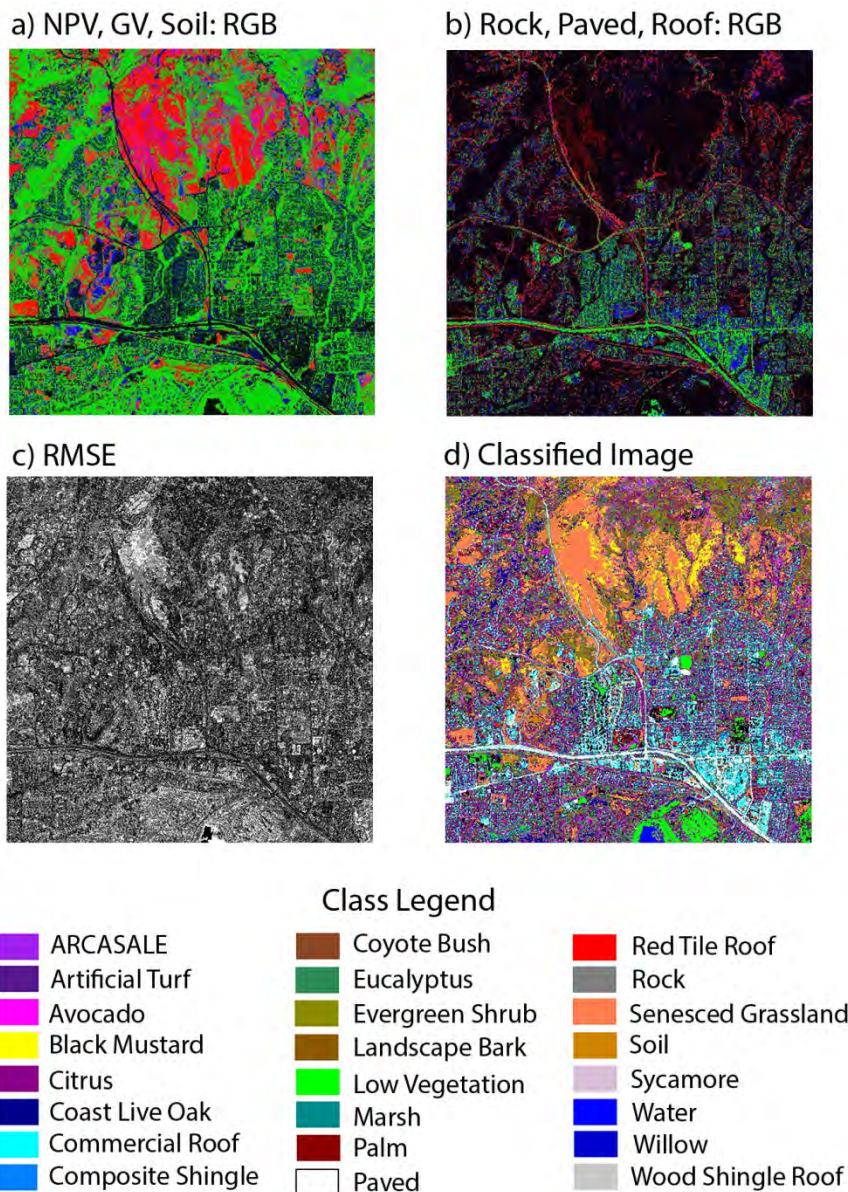 a) NPV, GV, Soil: RGB
b) Rock, Paved, Roof: RGB
c) RMSE
d) Classified Image
Class Legend
ARCASALE
Artificial Turf
Avocado
Black Mustard
Citrus
Coast Live Oak
Commercial Roof
Composite Shingle
Coyote Bush
Eucalyptus
Evergreen Shrub
Landscape Bark
Low Vegetation
Marsh
Palm
Paved
Red Tile Roof
Rock
Senesced Grassland
Soil
Sycamore
Water
Willow
Wood Shingle Roof